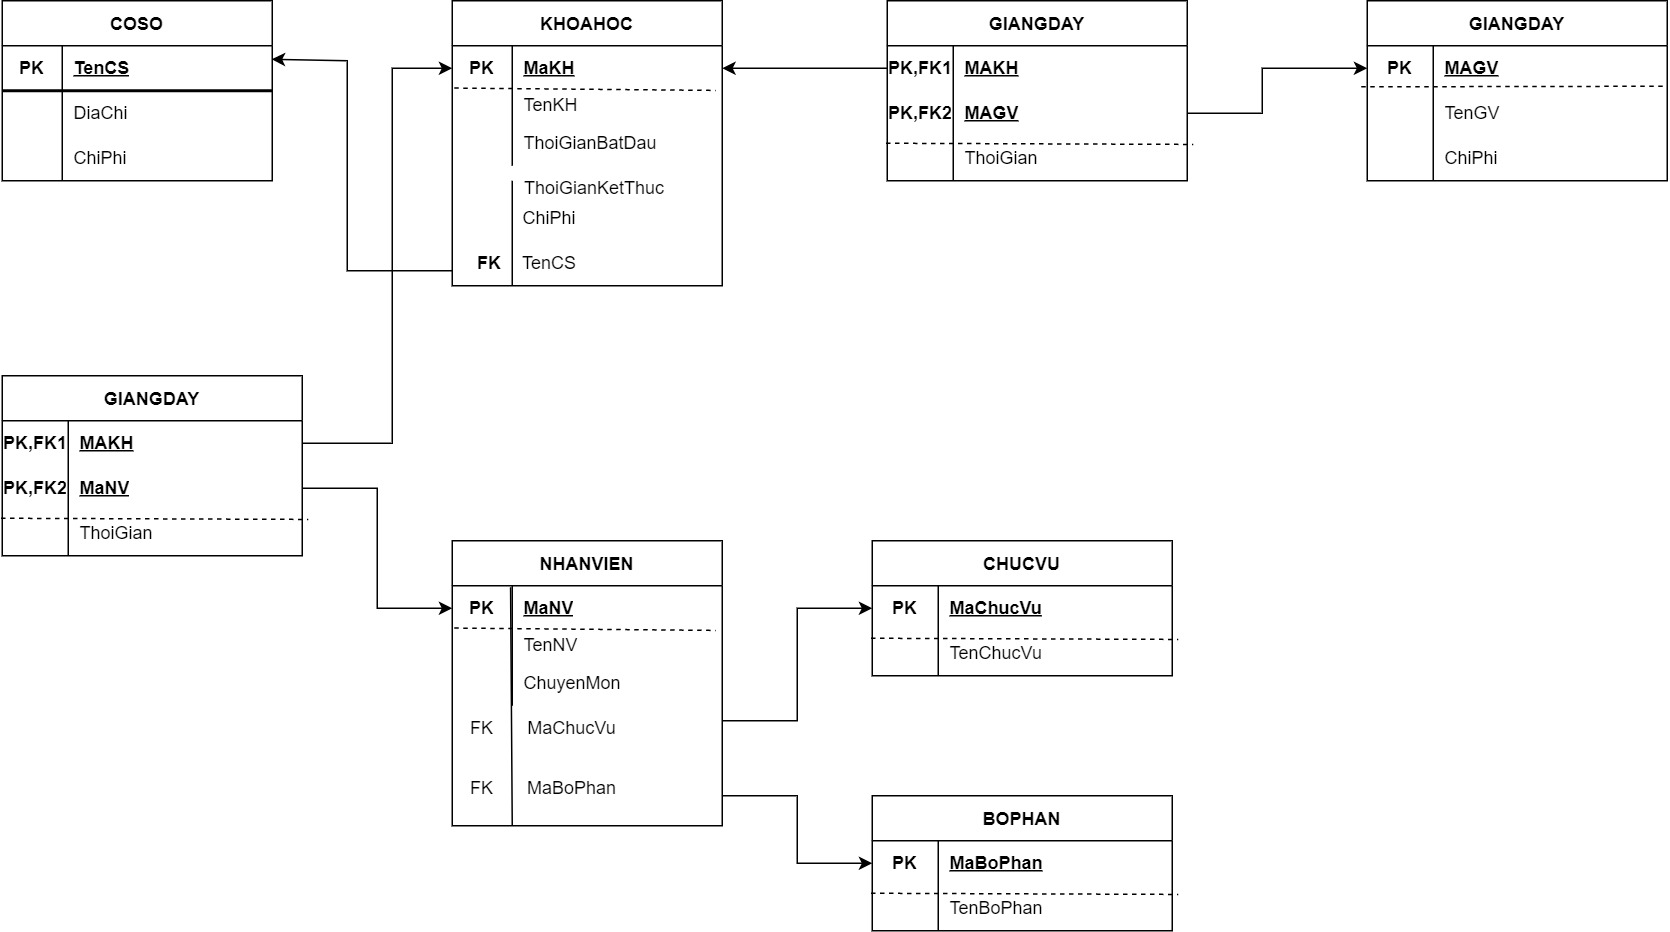 COSO
PK TenCS
DiaChi
ChiPhi
KHOAHOC
PK MaKH
TenKH
ThoiGianBatDau
ThoiGianKetThuc
ChiPhi
FK TenCS
GIANGDAY
PK,FK1 MAKH
PK,FK2 MAGV
ThoiGian
GIANGDAY
PK MAGV
TenGV
ChiPhi
GIANGDAY
PK,FK1 MAKH
PK,FK2 MaNV
ThoiGian
NHANVIEN
PK MaNV
TenNV
ChuyenMon
FK MaChucVu
FK MaBoPhan
CHUCVU
PK MaChucVu
TenChucVu
BOPHAN
PK MaBoPhan
TenBoPhan